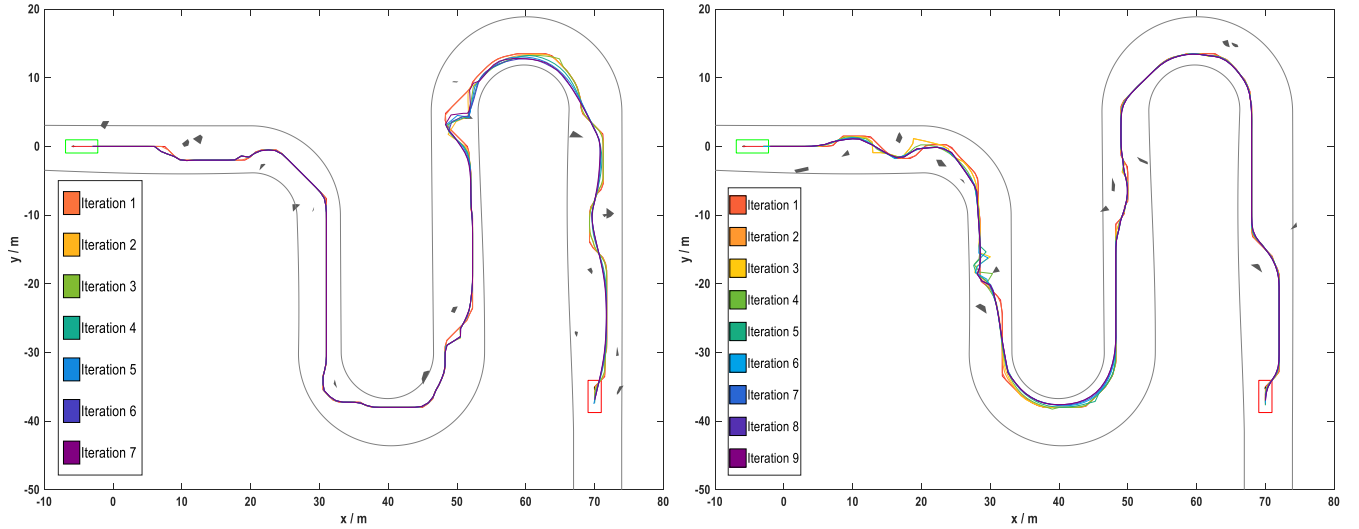 20
10
0
-10
-20
-30
-40
-50
-10
0
10
20
30
40
50
60
70
80
y / m
x / m
Iteration 1
Iteration 2
Iteration 3
Iteration 4
Iteration 5
Iteration 6
Iteration 7
20
10
0
-10
-20
-30
-40
-50
-10
0
10
20
30
40
50
60
70
80
y / m
x / m
Iteration 1
Iteration 2
Iteration 3
Iteration 4
Iteration 5
Iteration 6
Iteration 7
Iteration 8
Iteration 9